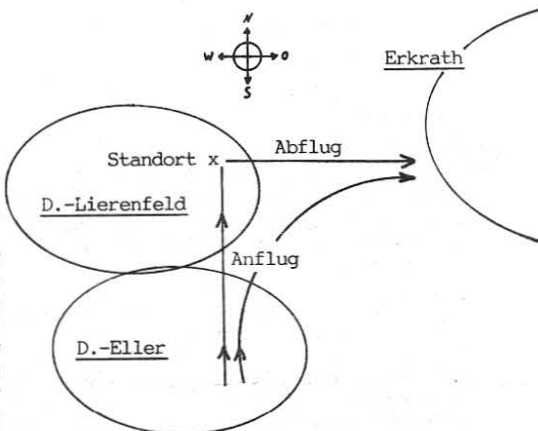 N
W O
S
Erkrath
Standort x Abflug
D.-Lierenfeld
Anflug
D.-Eller